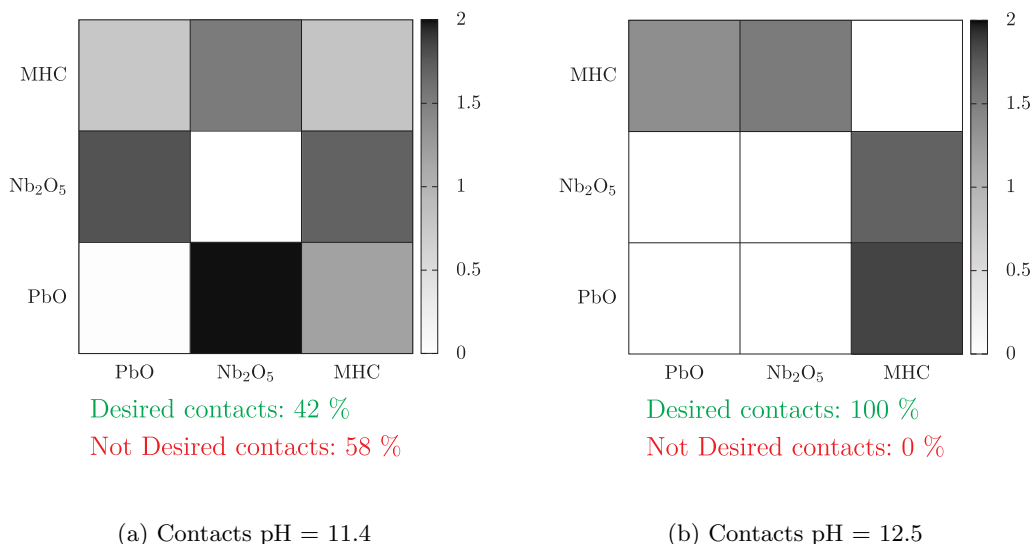 MHC
Nb₂O₅
PbO
PbO Nb₂O₅ MHC
2
1.5
1
0.5
0
Desired contacts: 42 %
Not Desired contacts: 58 %
(a) Contacts pH = 11.4
MHC
Nb₂O₅
PbO
PbO Nb₂O₅ MHC
2
1.5
1
0.5
0
Desired contacts: 100 %
Not Desired contacts: 0 %
(b) Contacts pH = 12.5